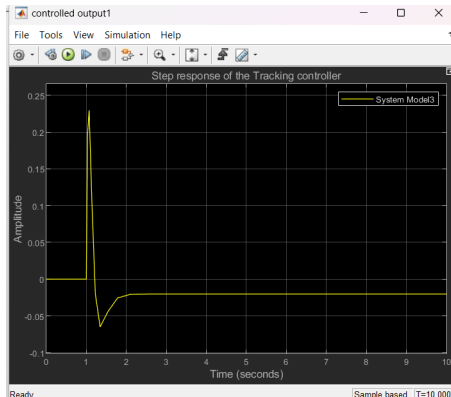 controlled output1
File Tools View Simulation Help
Step response of the Tracking controller
System Model3
Amplitude
0.25
0.2
0.15
0.1
0.05
0
-0.05
-0.1
0 1 2 3 4 5 6 7 8 9 10
Time (seconds)
Ready Sample based T=10.000